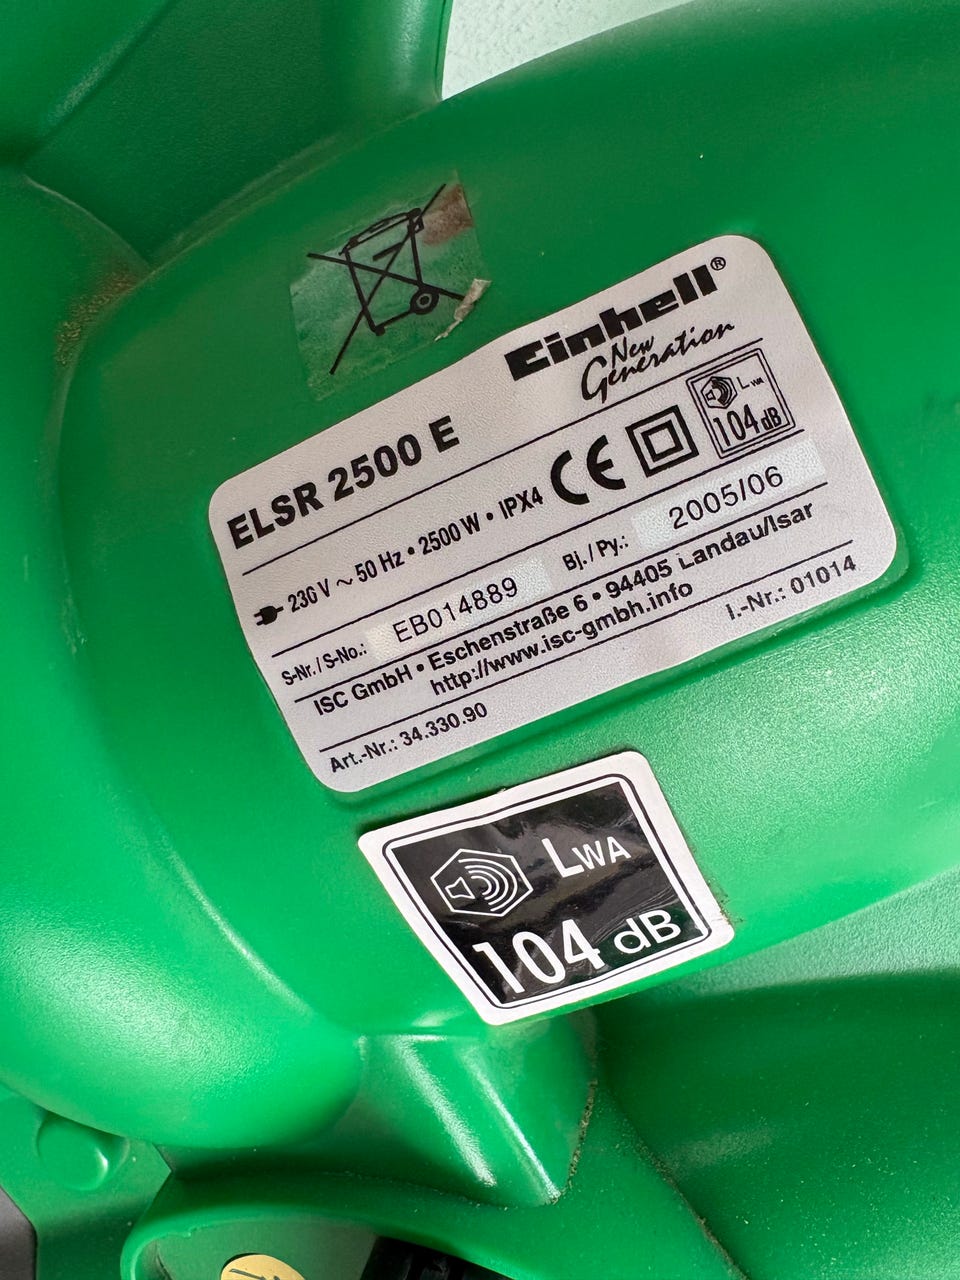 Einhell®
New
Generation
ELSR 2500 E
230 V ~ 50 Hz • 2500 W • IPX4 CE
LWA
104 dB
S-Nr. / S-No.: EB014889 Bj. / Py.: 2005/06
ISC GmbH • Eschenstraße 6 • 94405 Landau/Isar
http://www.isc-gmbh.info
Art.-Nr.: 34.330.90 I.-Nr.: 01014
LWA
104 dB